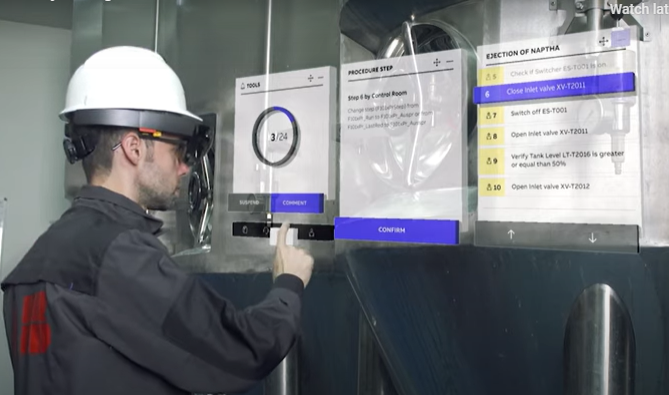 Watch lat
TOOLS
3/24
COMMENT
PROCEDURE STEP
Step 6 by Control Room
CONFIRM
EJECTION OF NAPTHA
5 Check if Switcher ES-T001 is on
6 Close Inlet valve XV-T2011
7 Switch off ES-T001
8 Open Inlet valve XV-T2011
9 Verify Tank Level LT-T2016 is greater
or equal than 50%
10 Open Inlet valve XV-T2012